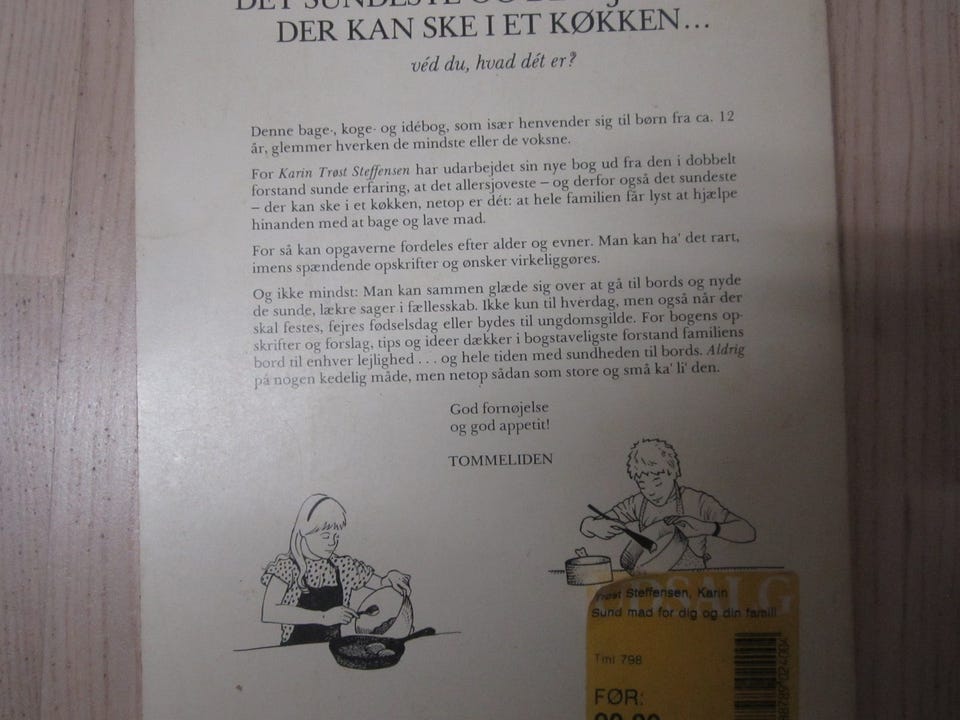 DET SUNDESTE OG DET
DER KAN SKE I ET KØKKEN...
véd du, hvad dét er?
Denne bage-, koge- og idébog, som især henvender sig til børn fra ca. 12
år, glemmer hverken de mindste eller de voksne.
For Karin Trøst Steffensen har udarbejdet sin nye bog ud fra den i dobbelt
forstand sunde erfaring, at det allersjoveste – og derfor også det sundeste
– der kan ske i et køkken, netop er dét: at hele familien får lyst at hjælpe
hinanden med at bage og lave mad.
For så kan opgaverne fordeles efter alder og evner. Man kan ha' det rart,
imens spændende opskrifter og ønsker virkeliggøres.
Og ikke mindst: Man kan sammen glæde sig over at gå til bords og nyde
de sunde, lækre sager i fællesskab. Ikke kun til hverdag, men også når der
skal festes, fejres fødselsdag eller bydes til ungdomsgilde. For bogens op-
skrifter og forslag, tips og ideer dækker i bogstaveligste forstand familiens
bord til enhver lejlighed . . . og hele tiden med sundheden til bords. Aldrig
på nogen kedelig måde, men netop sådan som store og små ka' li' den.
God fornøjelse
og god appetit!
TOMMELIDEN
Trøst Steffensen, Karin
Sund mad for dig og din famili
Tml 798
FØR: